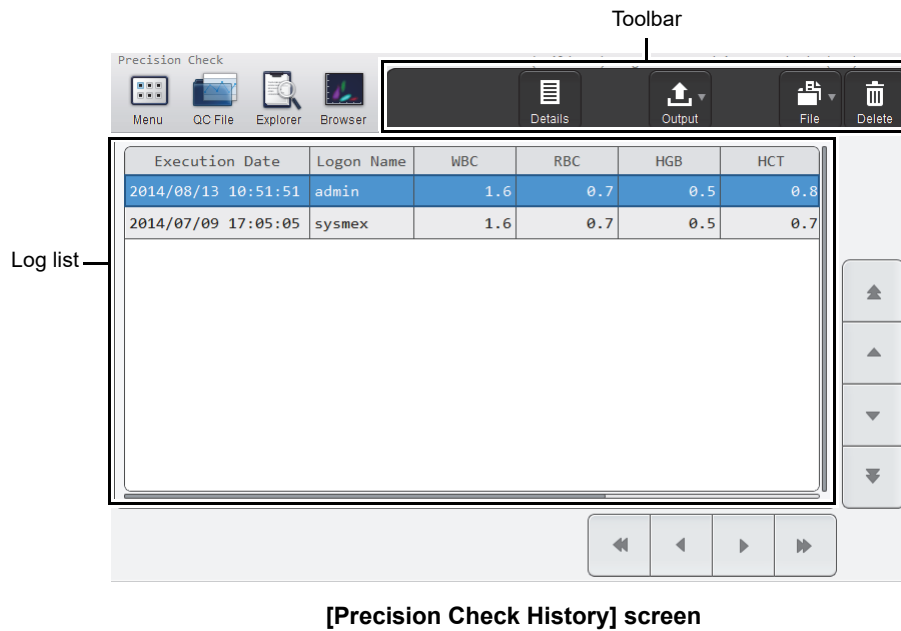 Toolbar
Precision Check
Menu QC File Explorer Browser Details Output File Delete
Execution Date Logon Name WBC RBC HGB HCT
2014/08/13 10:51:51 admin 1.6 0.7 0.5 0.8
2014/07/09 17:05:05 sysmex 1.6 0.7 0.5 0.7
Log list
[Precision Check History] screen